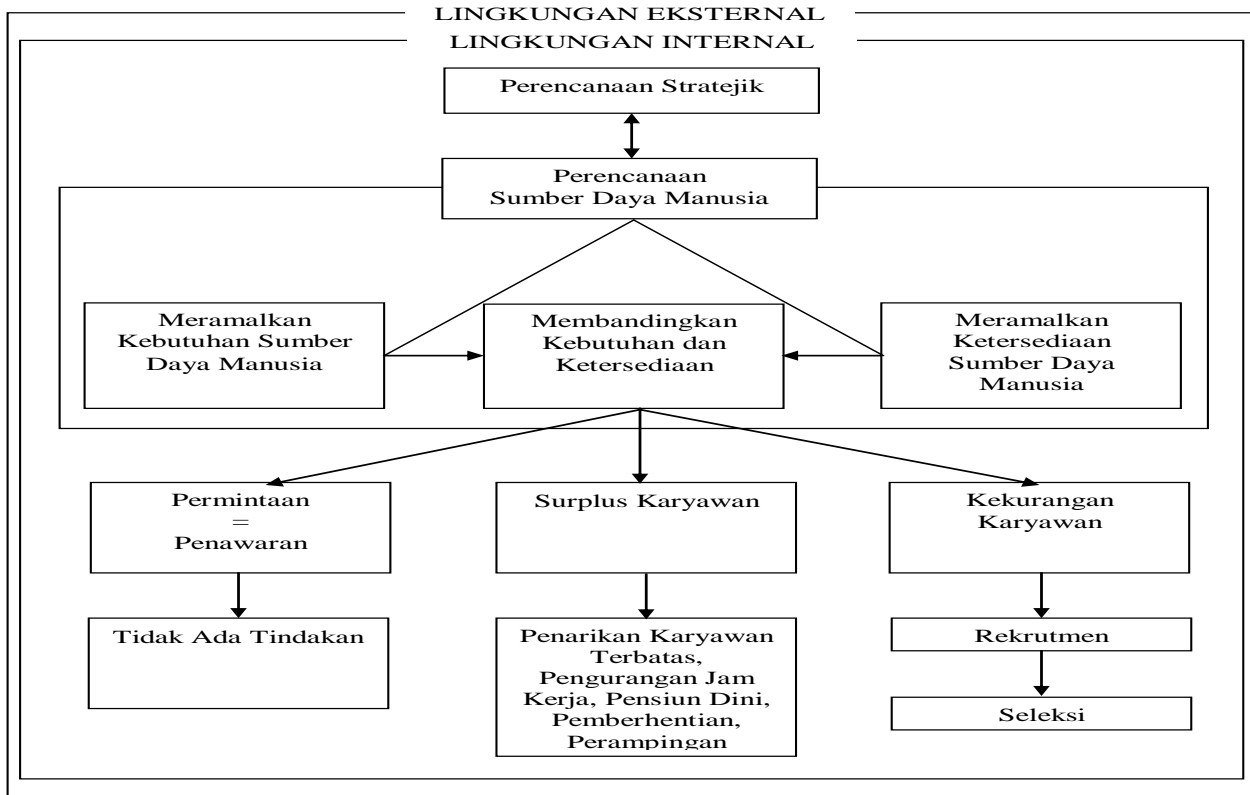 LINGKUNGAN EKSTERNAL
LINGKUNGAN INTERNAL
Perencanaan Stratejik
Perencanaan
Sumber Daya Manusia
Meramalkan
Kebutuhan Sumber
Daya Manusia
Membandingkan
Kebutuhan dan
Ketersediaan
Meramalkan
Ketersediaan
Sumber Daya
Manusia
Permintaan
=
Penawaran
Surplus Karyawan
Kekurangan
Karyawan
Tidak Ada Tindakan
Penarikan Karyawan
Terbatas,
Pengurangan Jam
Kerja, Pensiun Dini,
Pemberhentian,
Perampingan
Rekrutmen
Seleksi